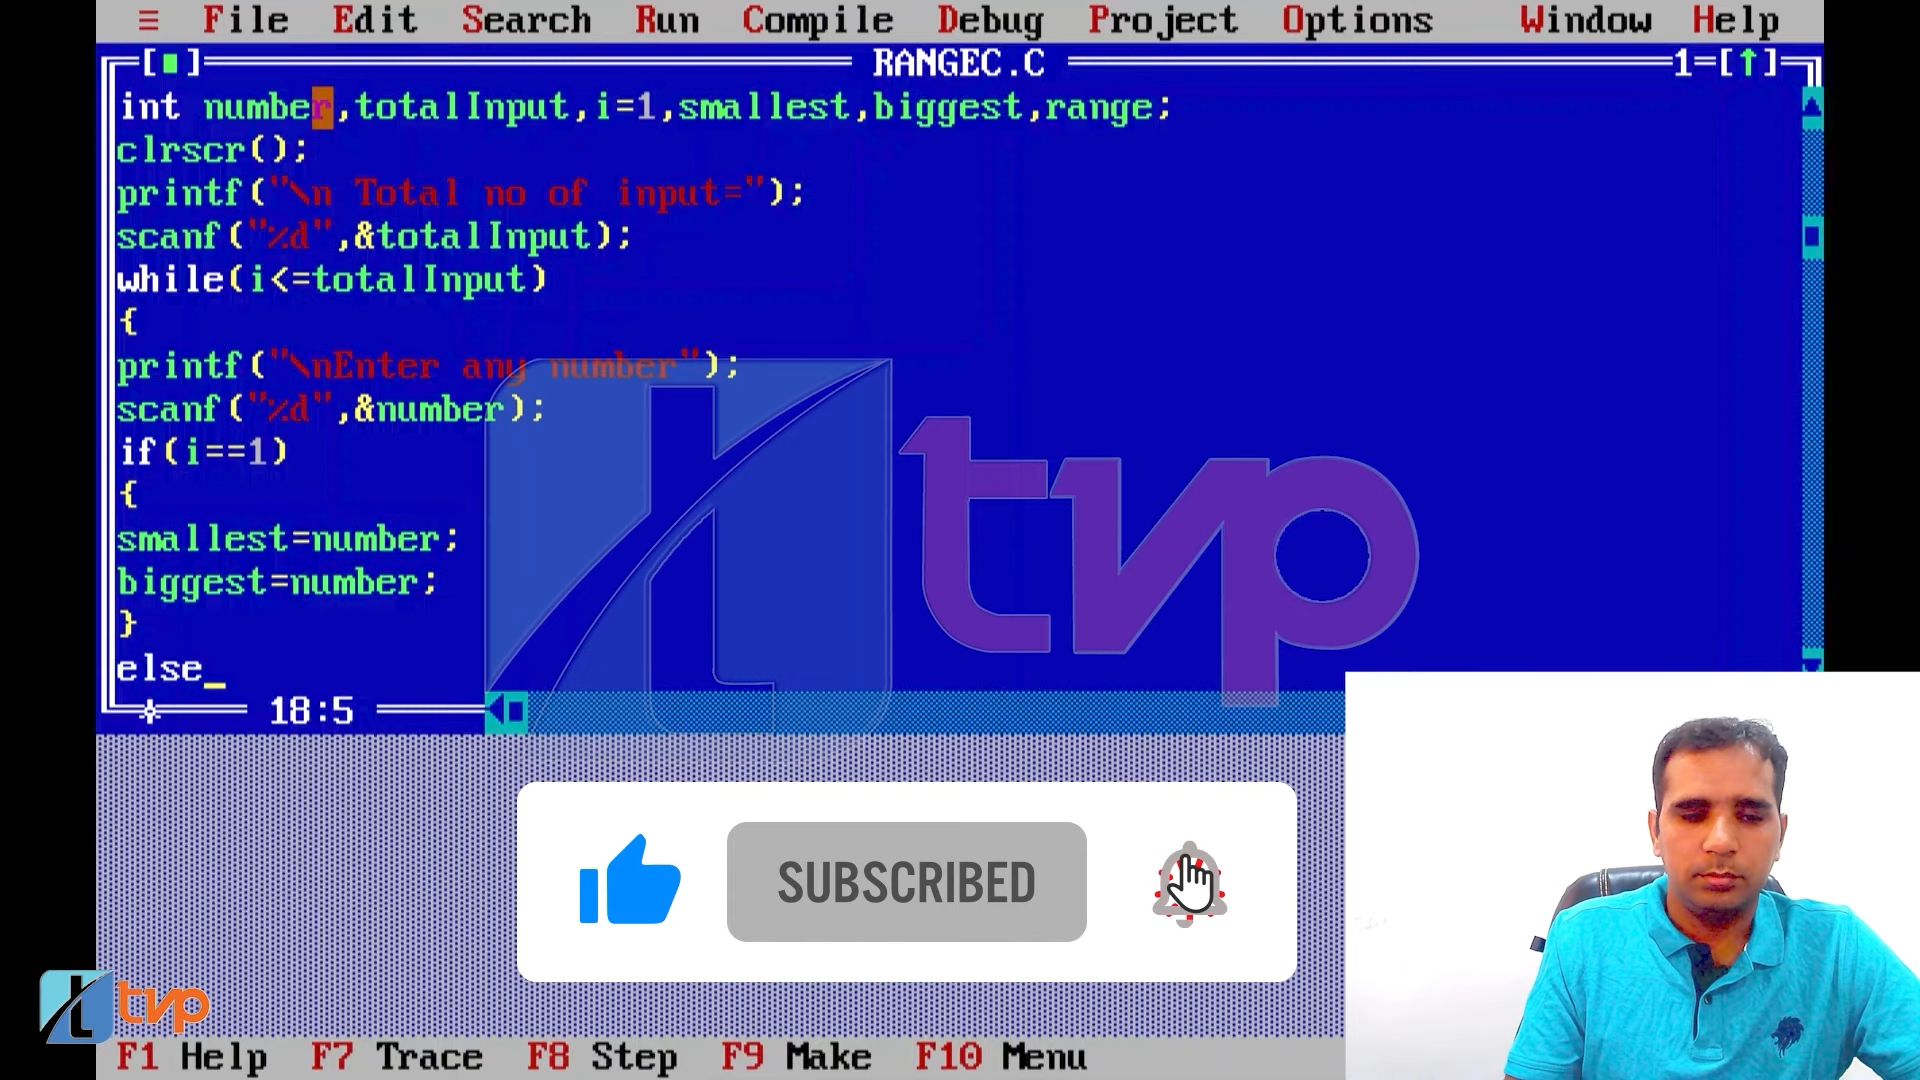 ≡ File Edit Search Run Compile Debug Project Options Window Help
[■] RANGEC.C 1=[↑]
int number,totalInput,i=1,smallest,biggest,range;
clrscr();
printf("\n Total no of input=");
scanf("%d",&totalInput);
while(i<=totalInput)
{
printf("\nEnter any number");
scanf("%d",&number);
if(i==1)
{
smallest=number;
biggest=number;
}
else_
18:5
tvp
SUBSCRIBED
tvp
F1 Help F7 Trace F8 Step F9 Make F10 Menu